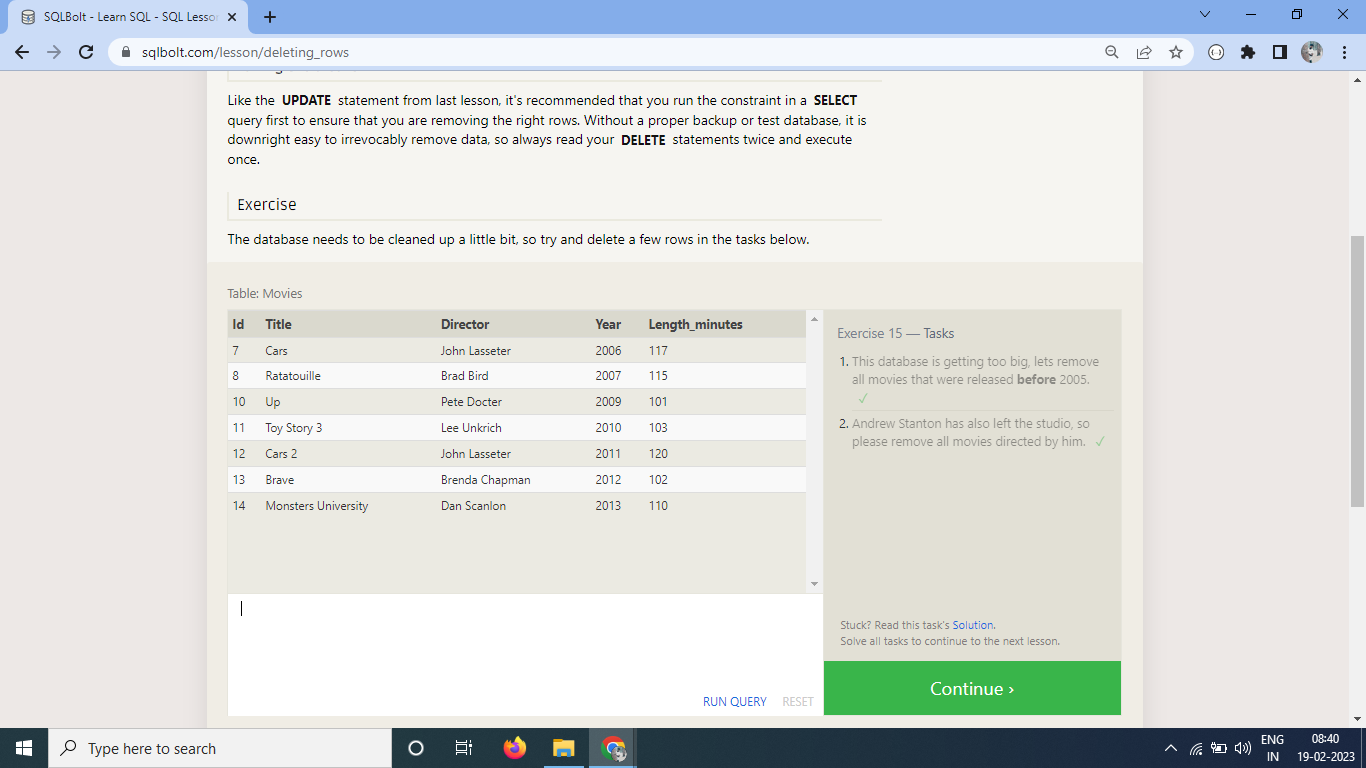 SQLBolt - Learn SQL - SQL Lesson
sqlbolt.com/lesson/deleting_rows
Like the UPDATE statement from last lesson, it's recommended that you run the constraint in a SELECT
query first to ensure that you are removing the right rows. Without a proper backup or test database, it is
downright easy to irrevocably remove data, so always read your DELETE statements twice and execute
once.
Exercise
The database needs to be cleaned up a little bit, so try and delete a few rows in the tasks below.
Table: Movies
Id Title Director Year Length_minutes
7 Cars John Lasseter 2006 117
8 Ratatouille Brad Bird 2007 115
10 Up Pete Docter 2009 101
11 Toy Story 3 Lee Unkrich 2010 103
12 Cars 2 John Lasseter 2011 120
13 Brave Brenda Chapman 2012 102
14 Monsters University Dan Scanlon 2013 110
RUN QUERY RESET
Exercise 15 — Tasks
1. This database is getting too big, lets remove
all movies that were released before 2005.
✓
2. Andrew Stanton has also left the studio, so
please remove all movies directed by him. ✓
Stuck? Read this task's Solution.
Solve all tasks to continue to the next lesson.
Continue ›
Type here to search
ENG
IN
08:40
19-02-2023